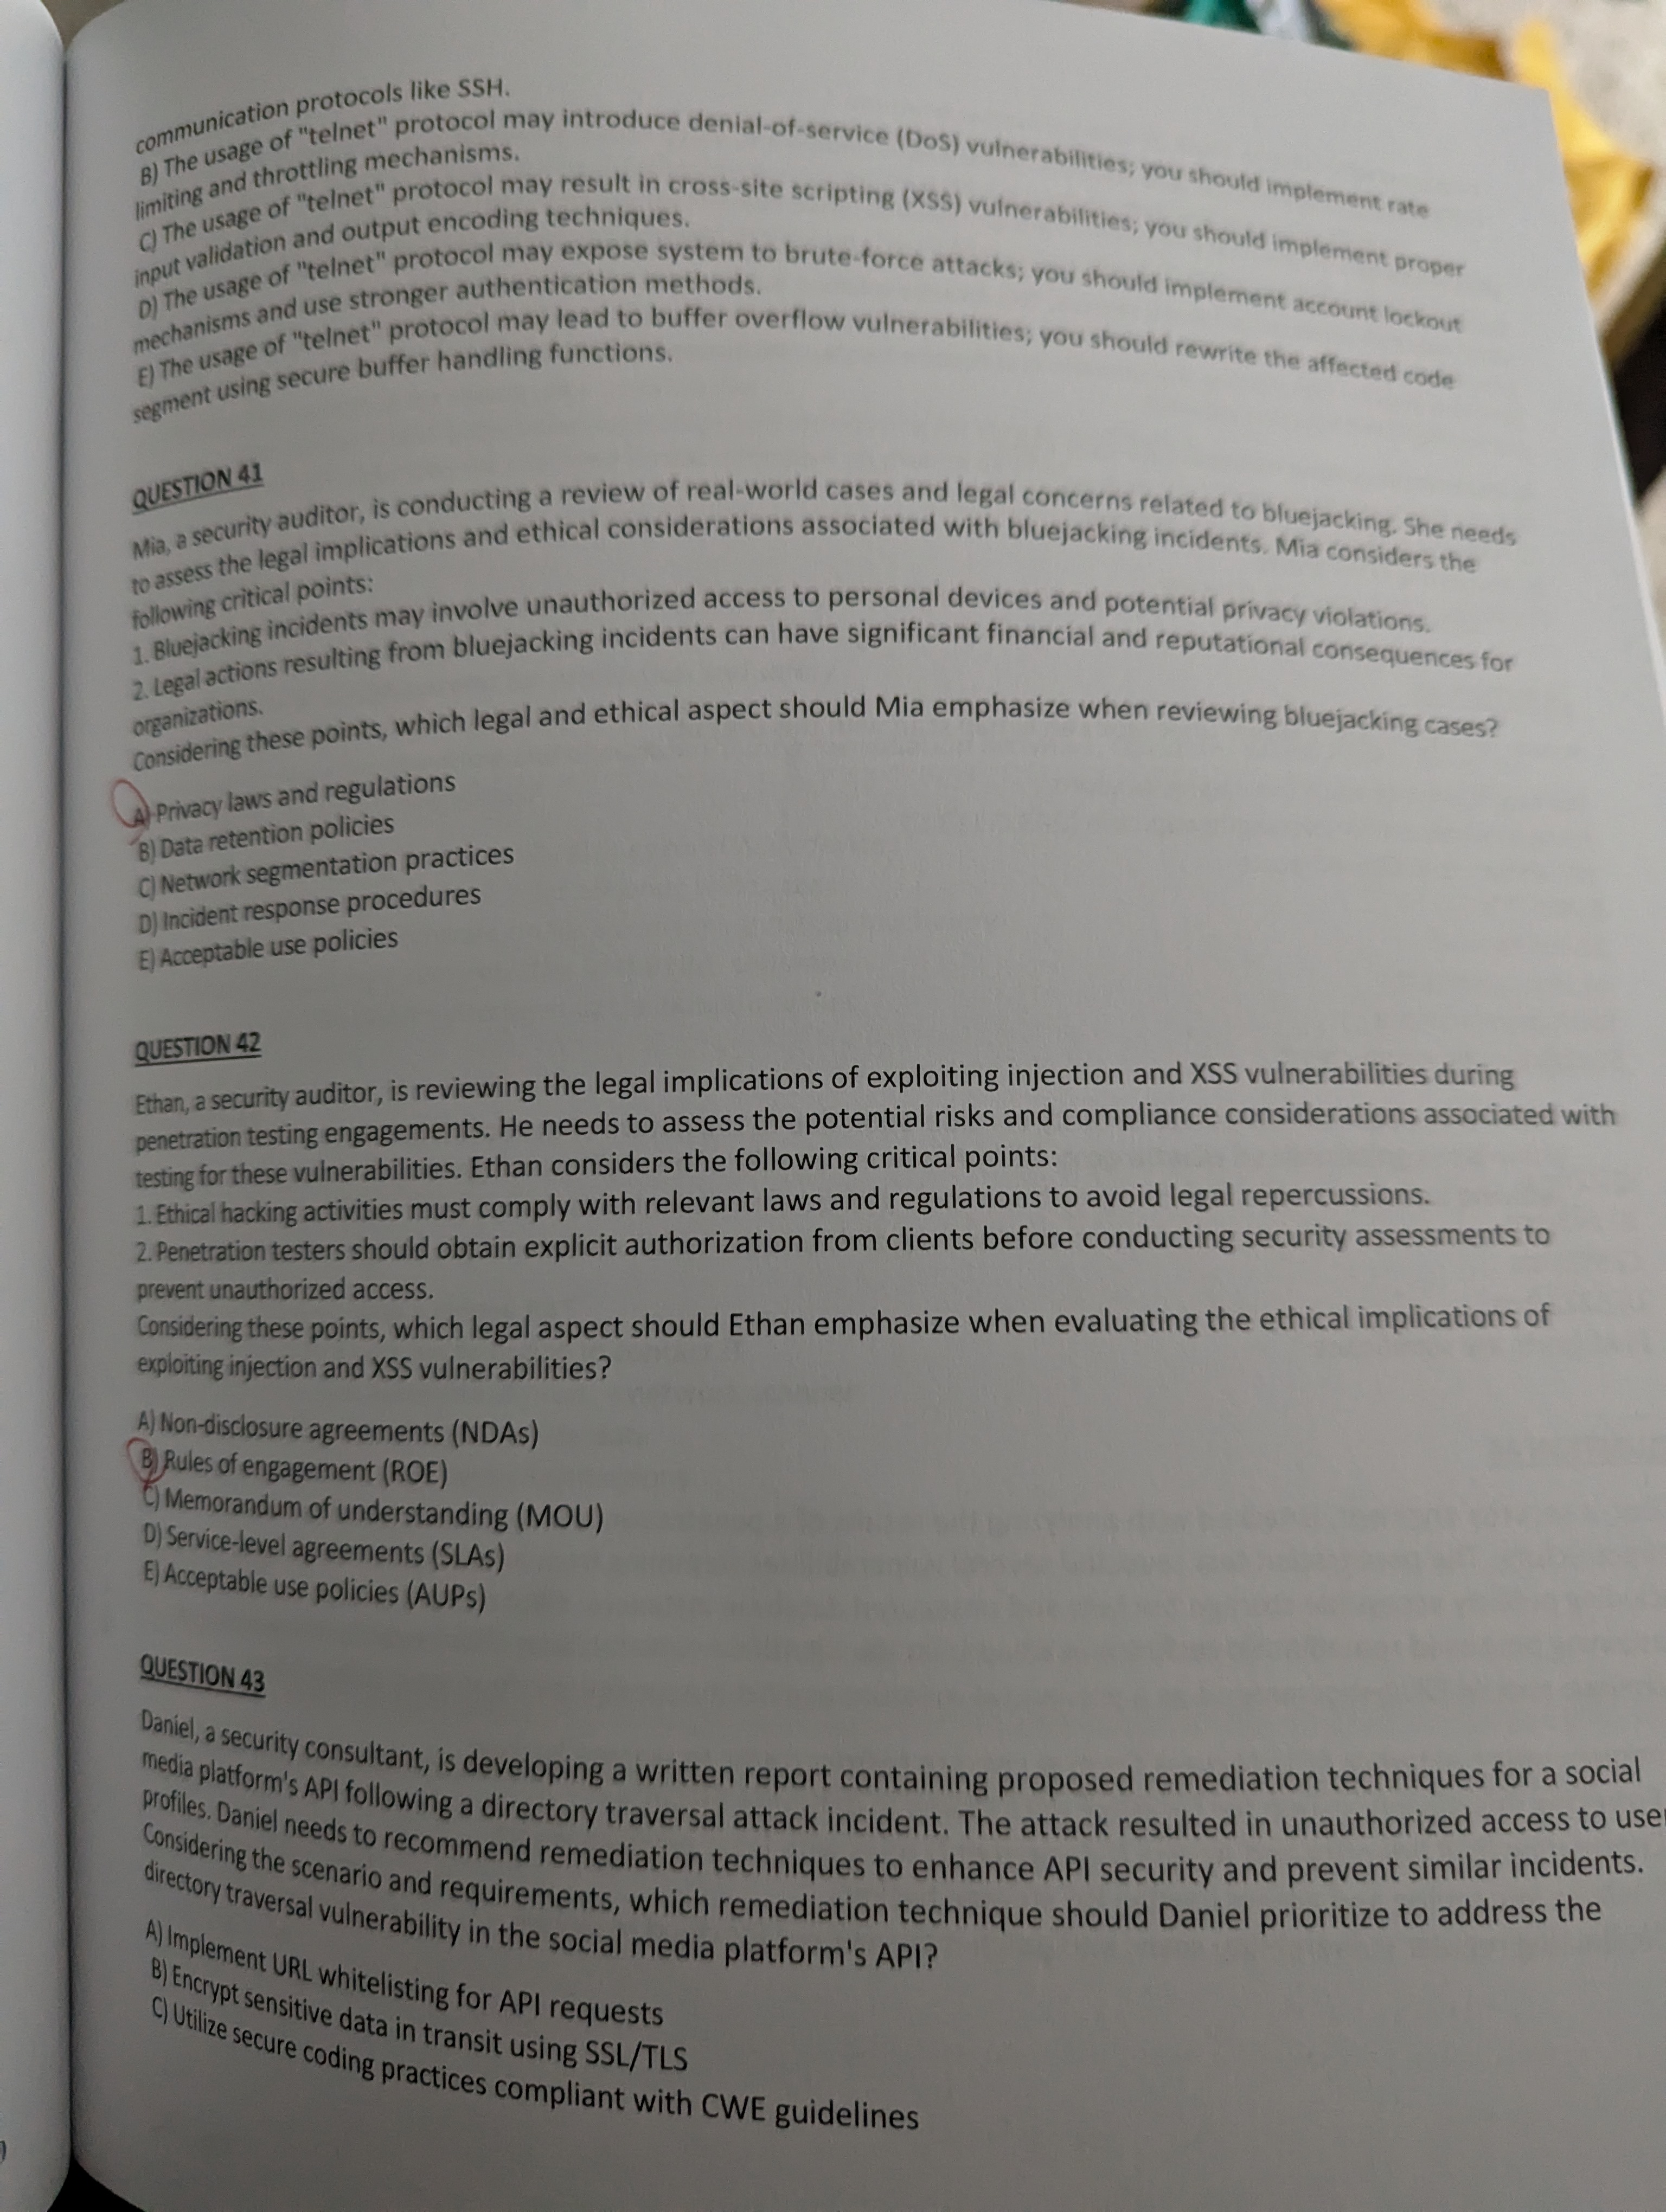 communication protocols like SSH.
B) The usage of "telnet" protocol may introduce denial-of-service (DoS) vulnerabilities; you should implement rate
limiting and throttling mechanisms.
C) The usage of "telnet" protocol may result in cross-site scripting (XSS) vulnerabilities; you should implement proper
input validation and output encoding techniques.
D) The usage of "telnet" protocol may expose system to brute-force attacks; you should implement account lockout
mechanisms and use stronger authentication methods.
E) The usage of "telnet" protocol may lead to buffer overflow vulnerabilities; you should rewrite the affected code
segment using secure buffer handling functions.
QUESTION 41
Mia, a security auditor, is conducting a review of real-world cases and legal concerns related to bluejacking. She needs
to assess the legal implications and ethical considerations associated with bluejacking incidents. Mia considers the
following critical points:
1. Bluejacking incidents may involve unauthorized access to personal devices and potential privacy violations.
2. Legal actions resulting from bluejacking incidents can have significant financial and reputational consequences for
organizations.
Considering these points, which legal and ethical aspect should Mia emphasize when reviewing bluejacking cases?
A) Privacy laws and regulations
B) Data retention policies
C) Network segmentation practices
D) Incident response procedures
E) Acceptable use policies
QUESTION 42
Ethan, a security auditor, is reviewing the legal implications of exploiting injection and XSS vulnerabilities during
penetration testing engagements. He needs to assess the potential risks and compliance considerations associated with
testing for these vulnerabilities. Ethan considers the following critical points:
1. Ethical hacking activities must comply with relevant laws and regulations to avoid legal repercussions.
2. Penetration testers should obtain explicit authorization from clients before conducting security assessments to
prevent unauthorized access.
Considering these points, which legal aspect should Ethan emphasize when evaluating the ethical implications of
exploiting injection and XSS vulnerabilities?
A) Non-disclosure agreements (NDAs)
B) Rules of engagement (ROE)
C) Memorandum of understanding (MOU)
D) Service-level agreements (SLAs)
E) Acceptable use policies (AUPs)
QUESTION 43
Daniel, a security consultant, is developing a written report containing proposed remediation techniques for a social
media platform's API following a directory traversal attack incident. The attack resulted in unauthorized access to user
profiles. Daniel needs to recommend remediation techniques to enhance API security and prevent similar incidents.
Considering the scenario and requirements, which remediation technique should Daniel prioritize to address the
directory traversal vulnerability in the social media platform's API?
A) Implement URL whitelisting for API requests
B) Encrypt sensitive data in transit using SSL/TLS
C) Utilize secure coding practices compliant with CWE guidelines